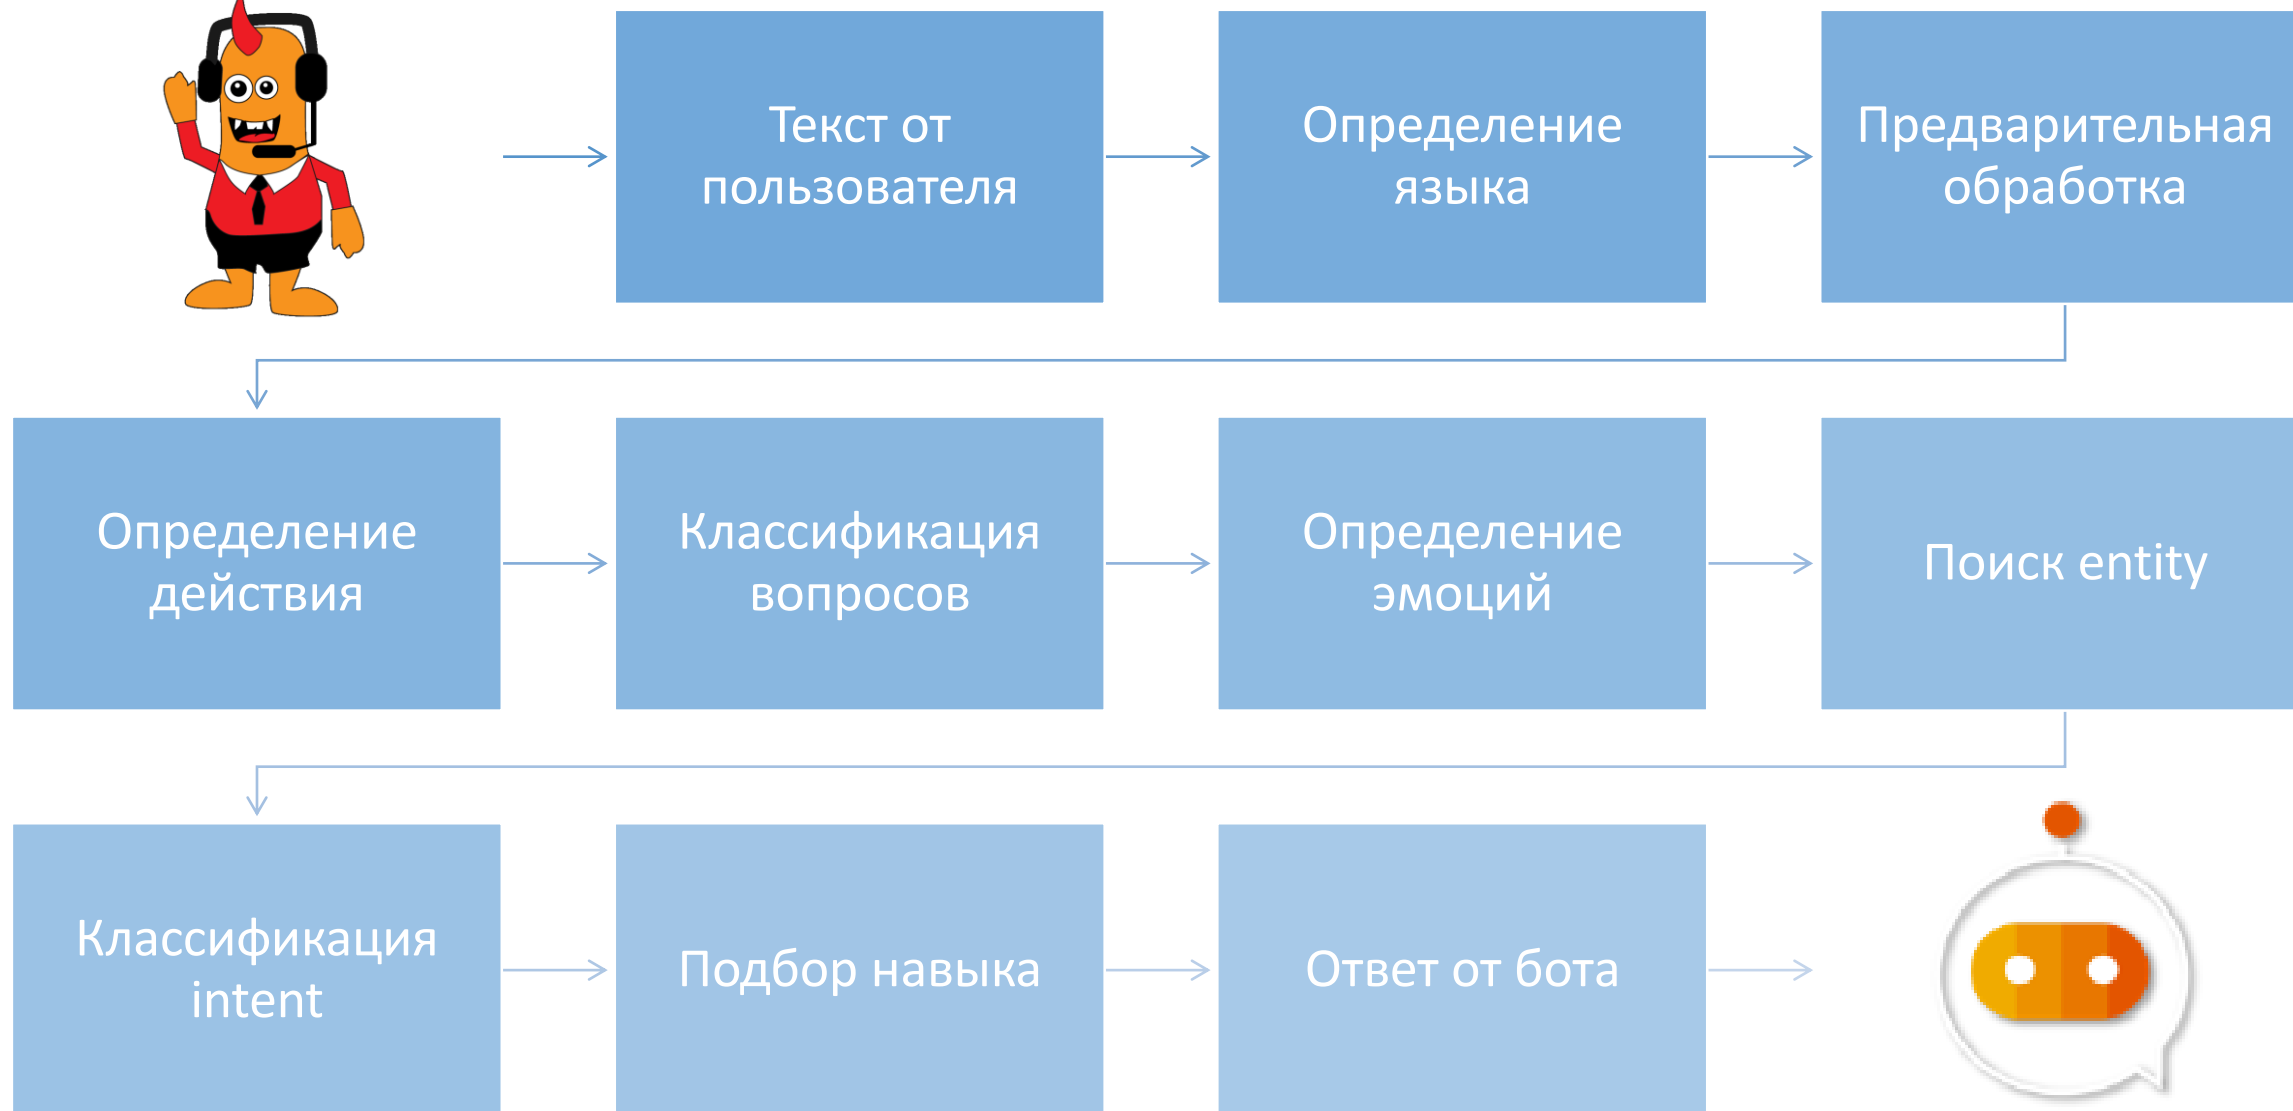 Текст от
пользователя
Определение
языка
Предварительная
обработка
Определение
действия
Классификация
вопросов
Определение
эмоций
Поиск entity
Классификация
intent
Подбор навыка
Ответ от бота